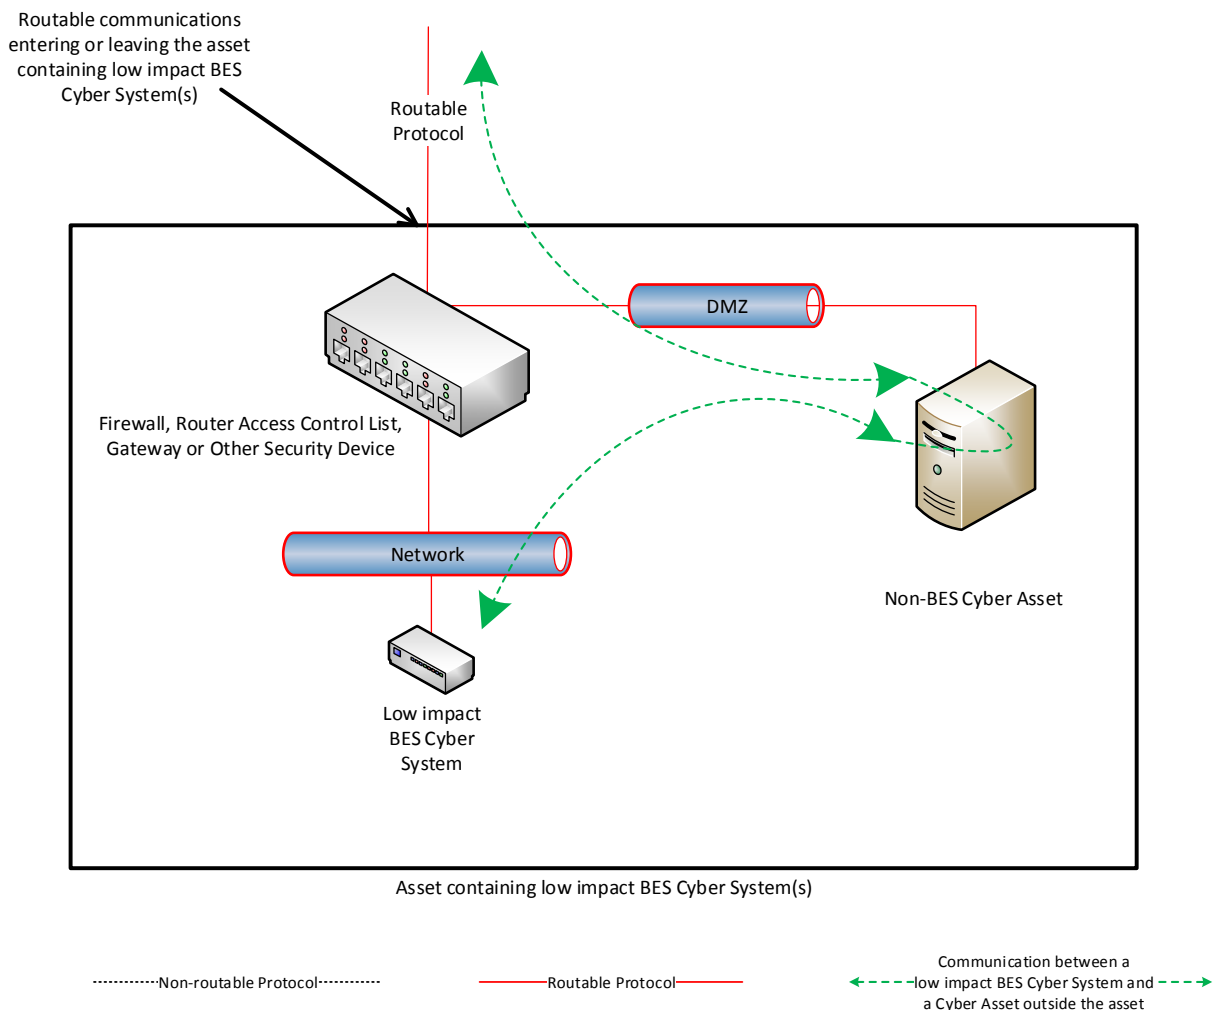 Routable communications
entering or leaving the asset
containing low impact BES
Cyber System(s)
Routable
Protocol
DMZ
Firewall, Router Access Control List,
Gateway or Other Security Device
Network
Non-BES Cyber Asset
Low impact
BES Cyber
System
Asset containing low impact BES Cyber System(s)
Non-routable Protocol
Routable Protocol
Communication between a
low impact BES Cyber System and
a Cyber Asset outside the asset